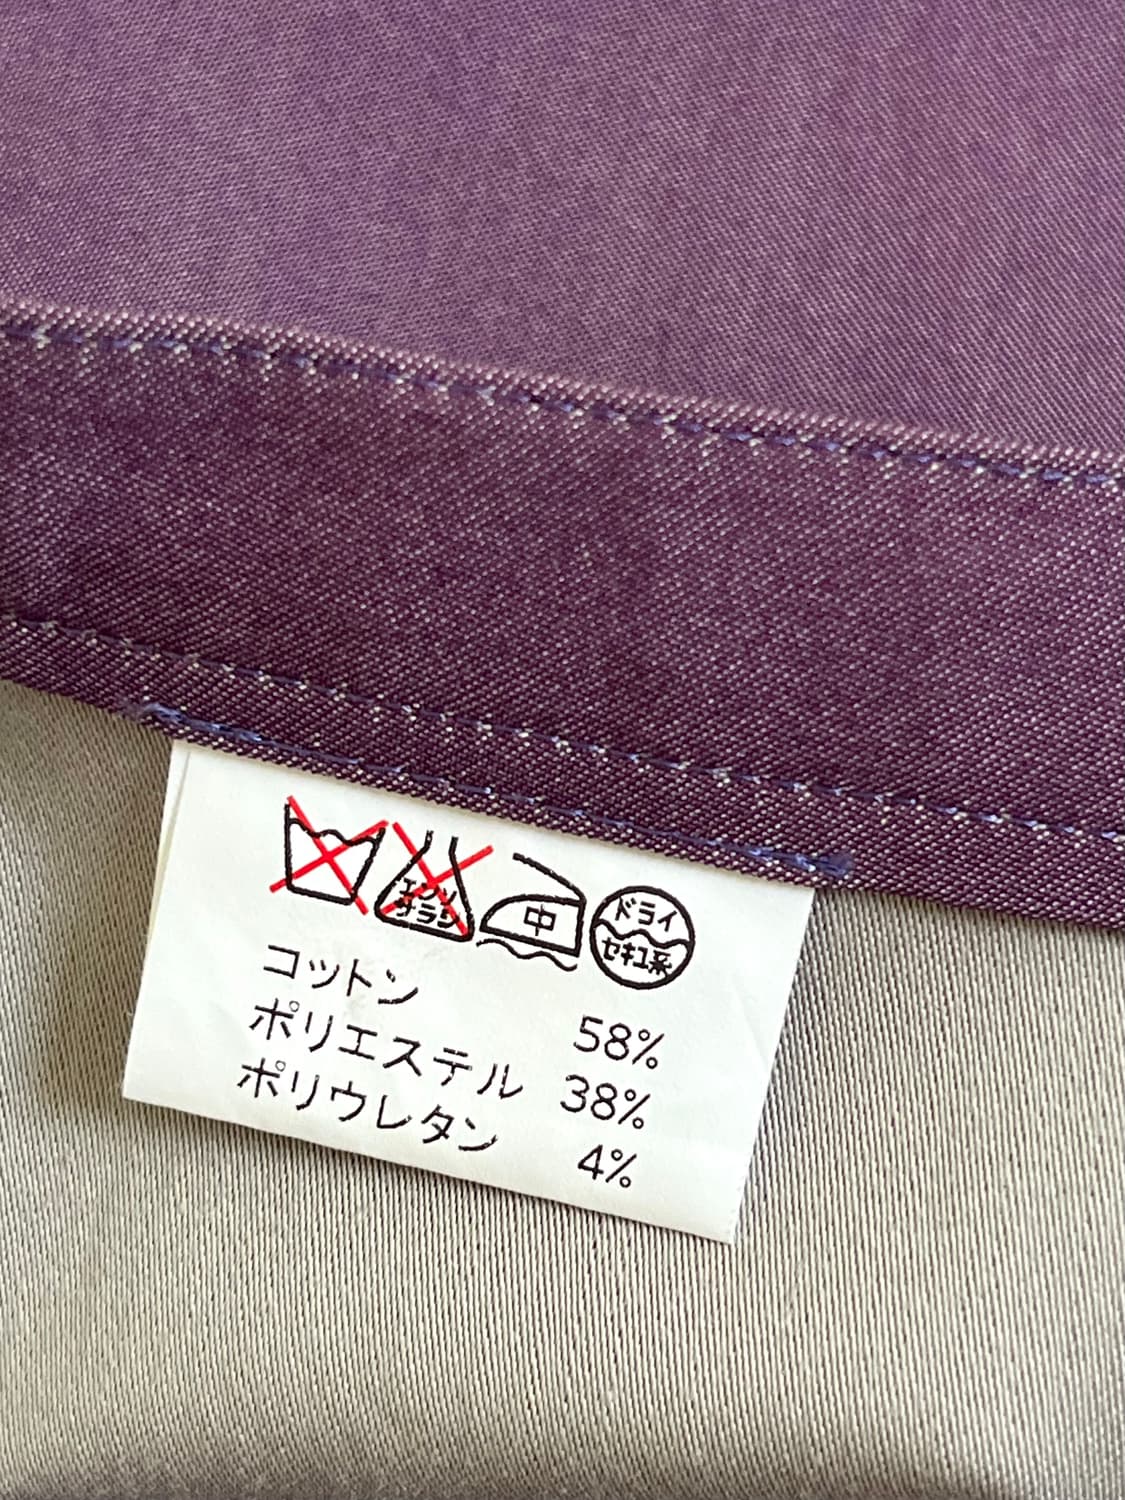 エンソ
サラシ
中
ドライ
セキユ系
コットン 58%
ポリエステル 38%
ポリウレタン 4%